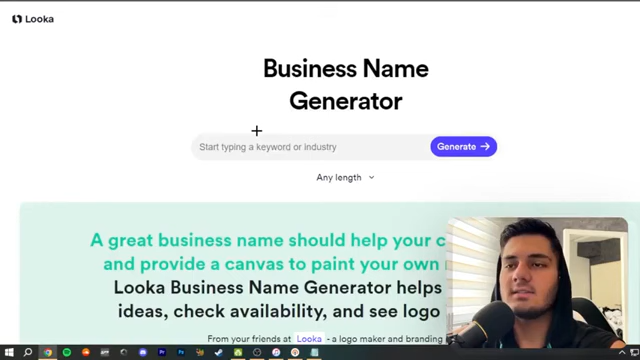 Looka
Business Name
Generator
Start typing a keyword or industry
Generate →
Any length
A great business name should help your c
and provide a canvas to paint your own
Looka Business Name Generator helps
ideas, check availability, and see logo
From your friends at Looka - a logo maker and branding